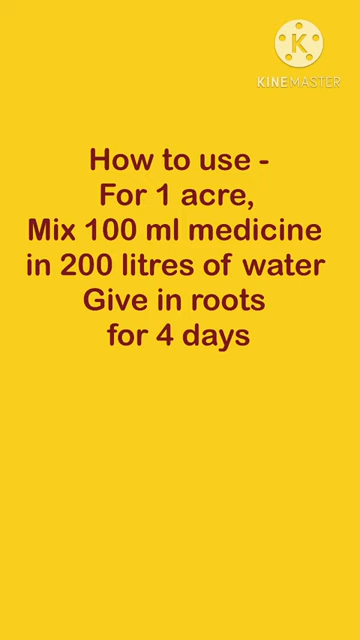 K
KINEMASTER
How to use -
For 1 acre,
Mix 100 ml medicine
in 200 litres of water
Give in roots
for 4 days